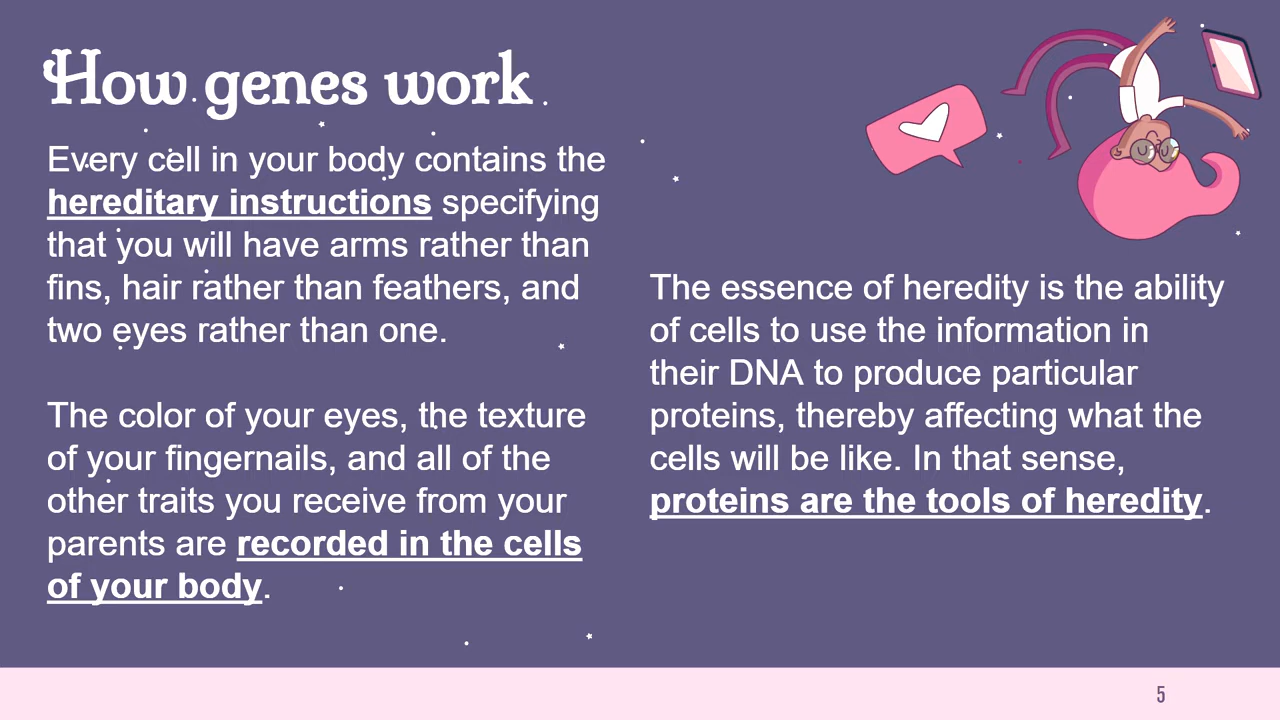 How genes work
Every cell in your body contains the
hereditary instructions specifying
that you will have arms rather than
fins, hair rather than feathers, and
two eyes rather than one.
The color of your eyes, the texture
of your fingernails, and all of the
other traits you receive from your
parents are recorded in the cells
of your body.
The essence of heredity is the ability
of cells to use the information in
their DNA to produce particular
proteins, thereby affecting what the
cells will be like. In that sense,
proteins are the tools of heredity.
5